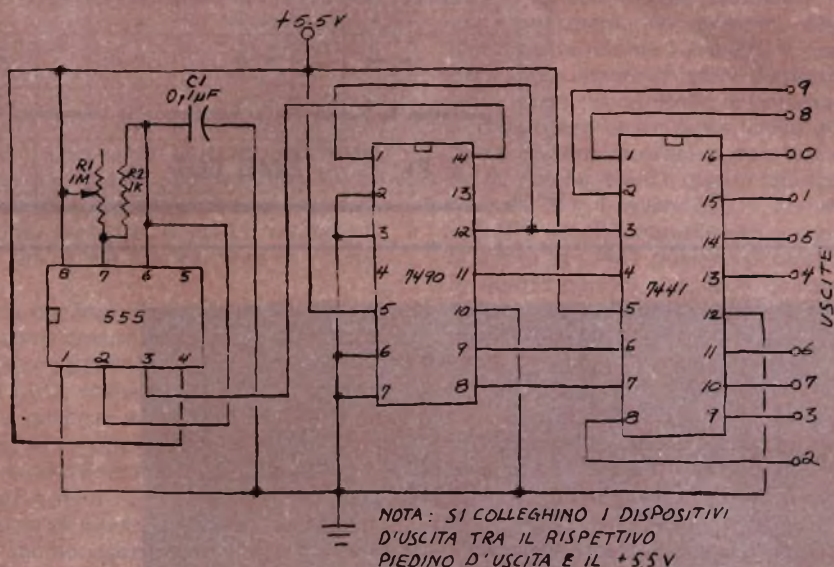 +5.5V
C1
0,1µF
R1
1M
R2
1K
8 7 6 5
555
1 2 3 4
1 14
2 13
3 12
4 11
5 10
6 9
7 8
7490
1 16
2 15
3 14
4 13
5 12
6 11
7 10
8 9
7441
9
8
0
1
5
4
6
7
3
2
USCITE
NOTA: SI COLLEGHINO I DISPOSITIVI
D'USCITA TRA IL RISPETTIVO
PIEDINO D'USCITA E IL +55V